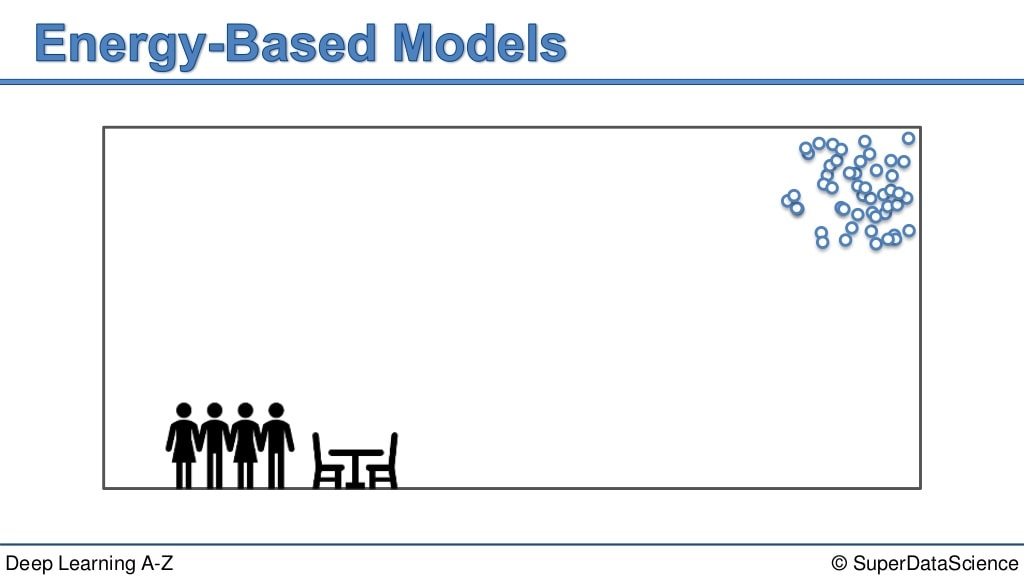 Energy-Based Models
Deep Learning A-Z
© SuperDataScience